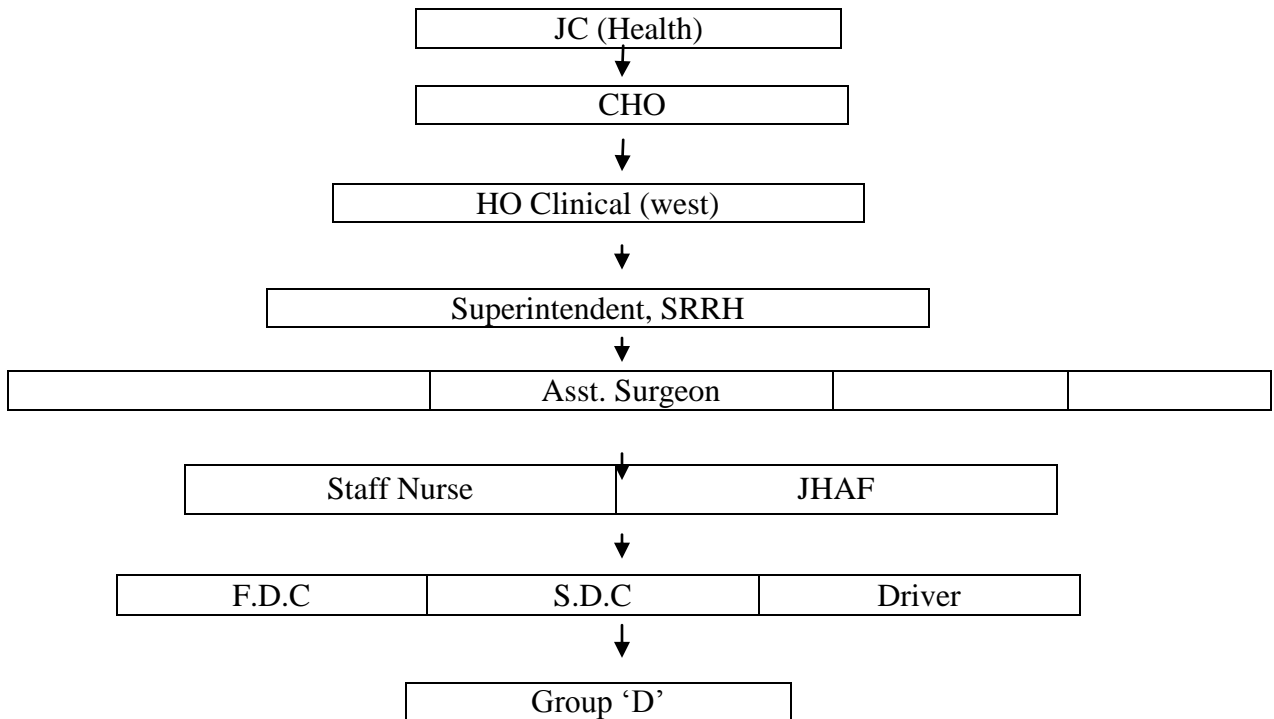 JC (Health)
CHO
HO Clinical (west)
Superintendent, SRRH
Asst. Surgeon
Staff Nurse JHAF
F.D.C S.D.C Driver
Group ‘D’